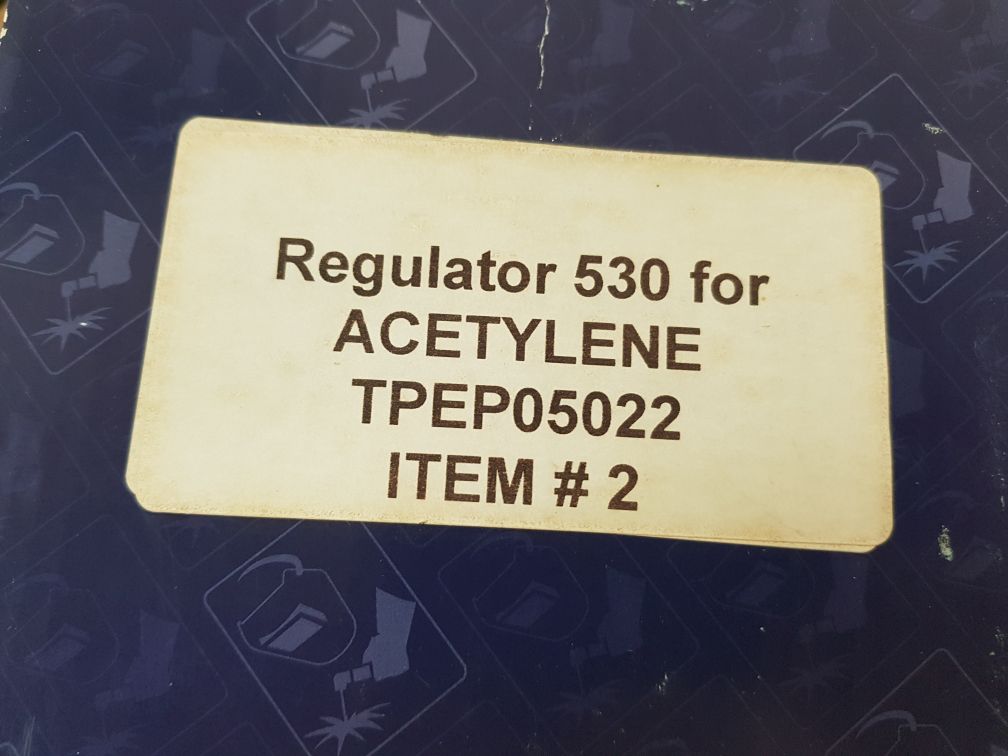 Regulator 530 for
ACETYLENE
TPEP05022
ITEM # 2